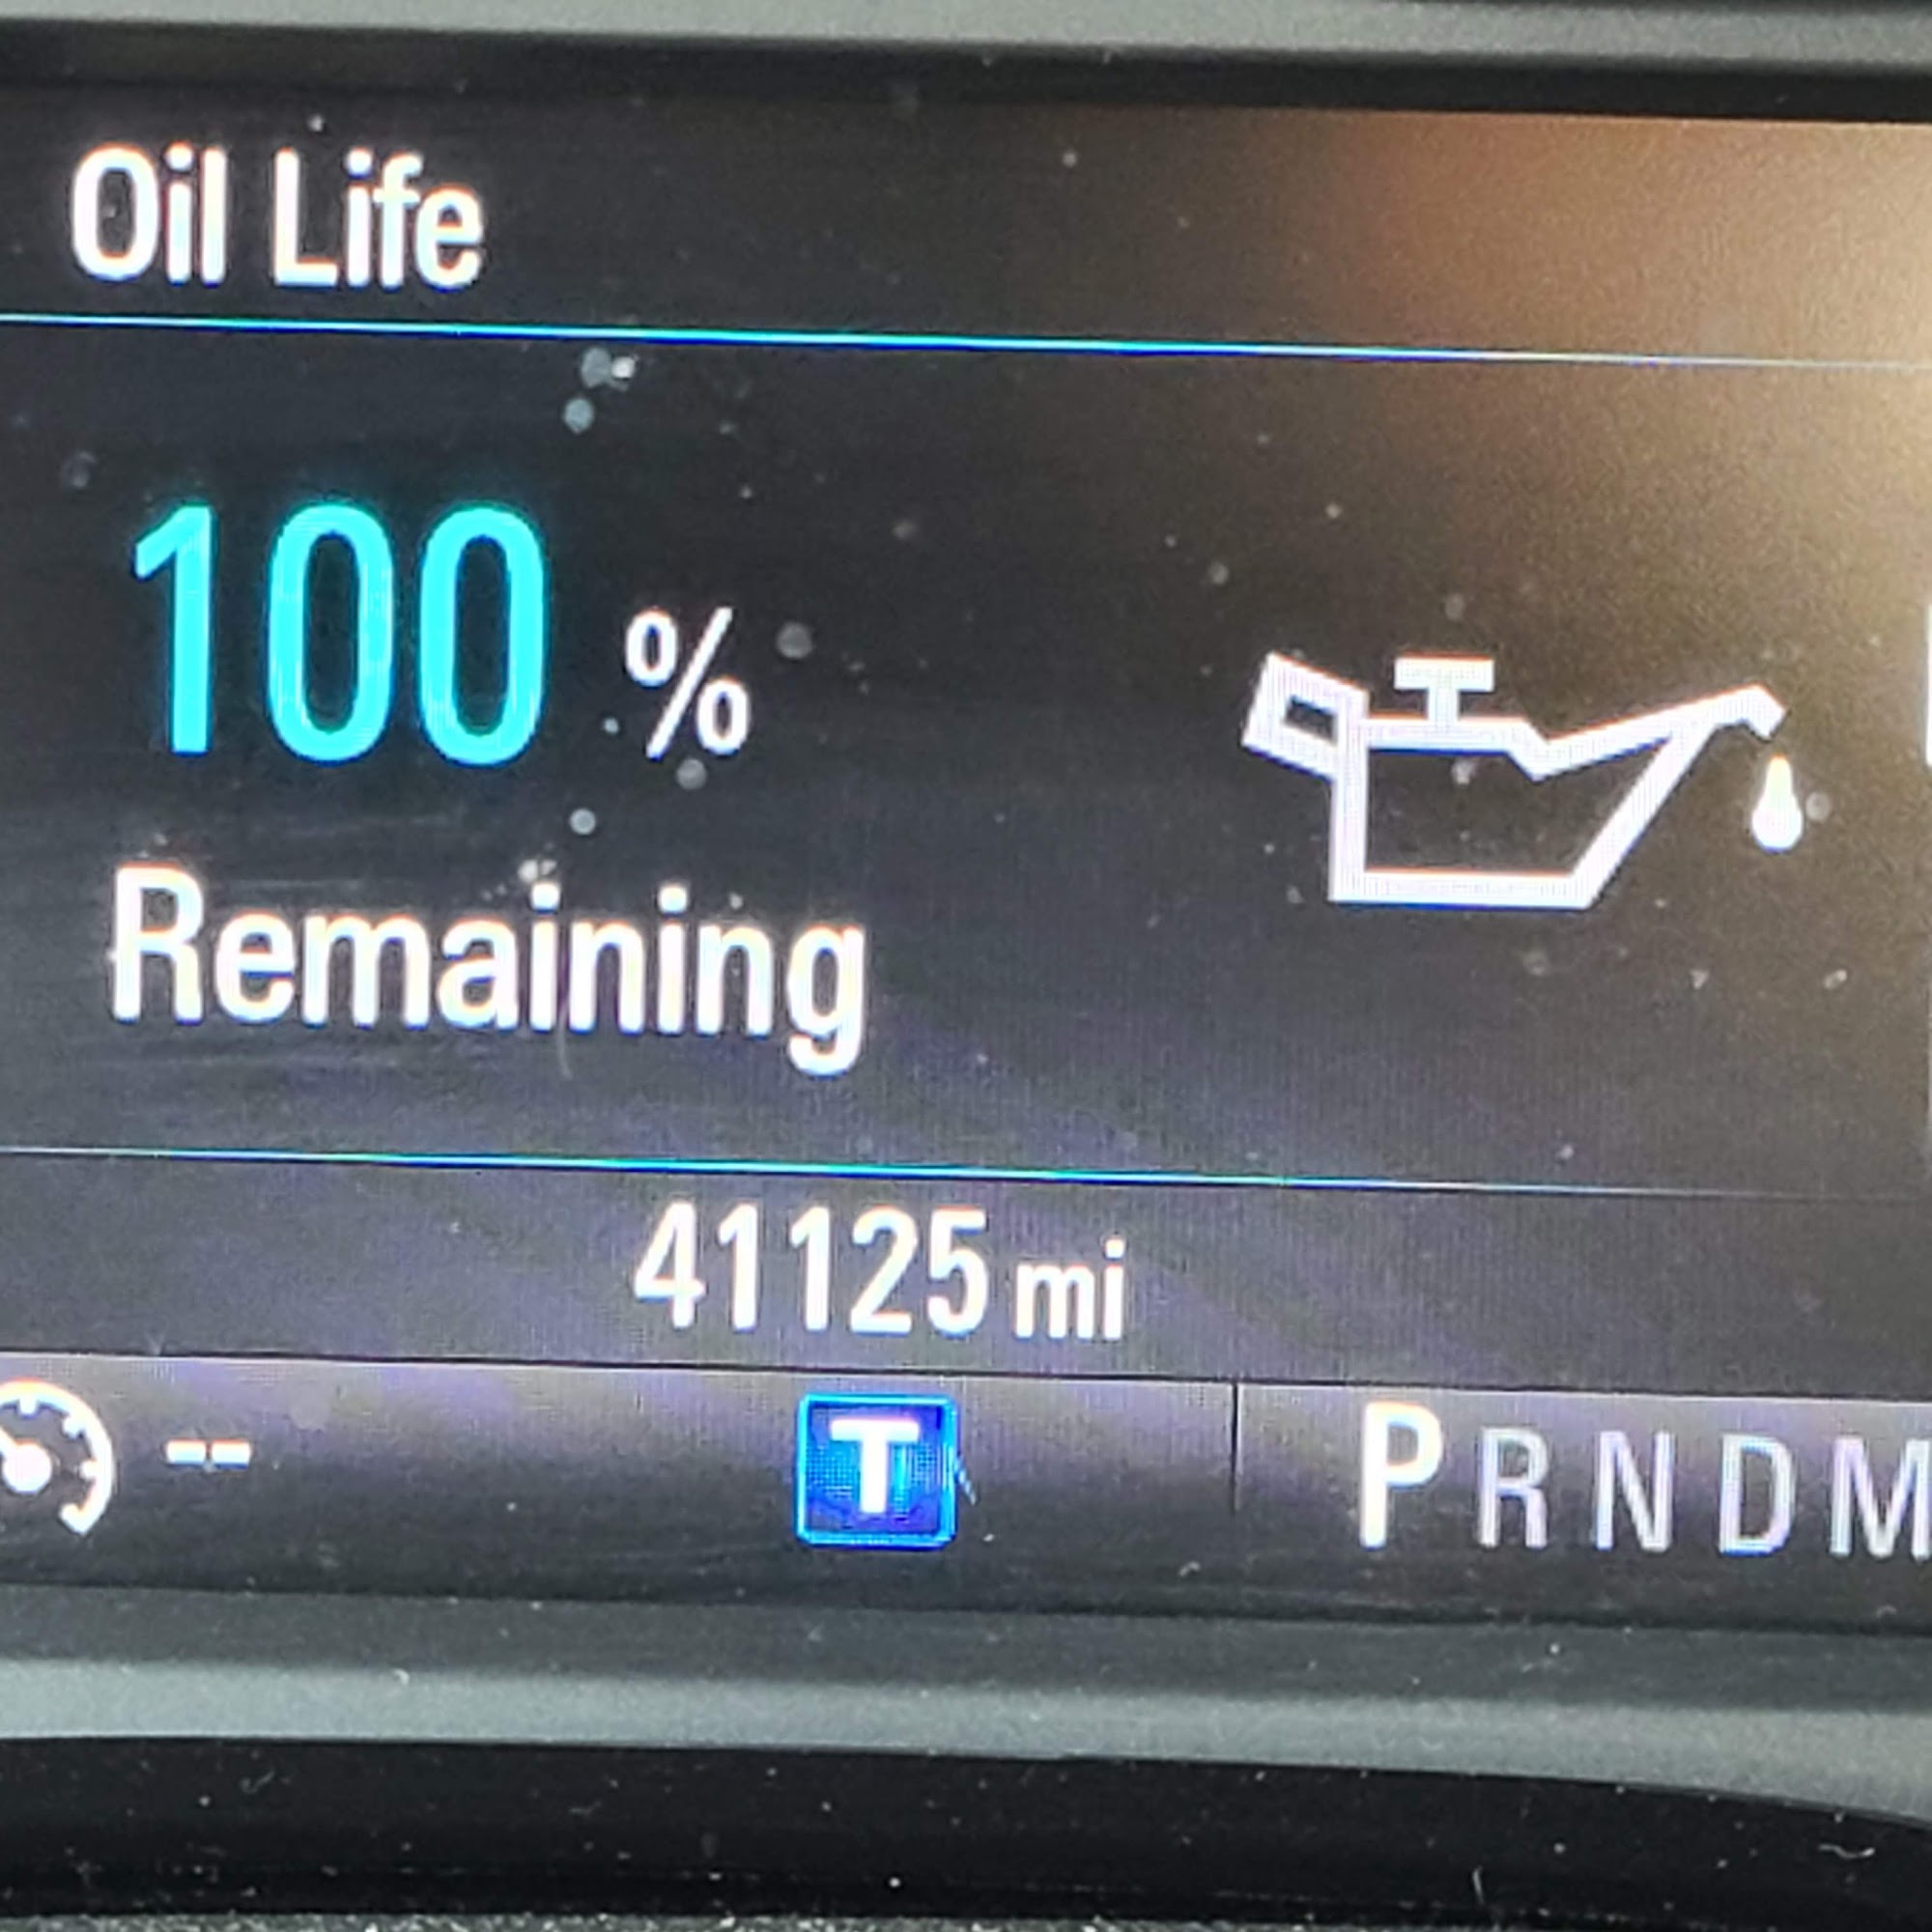 Oil Life
100 %
Remaining
41125 mi
-- T PRNDM